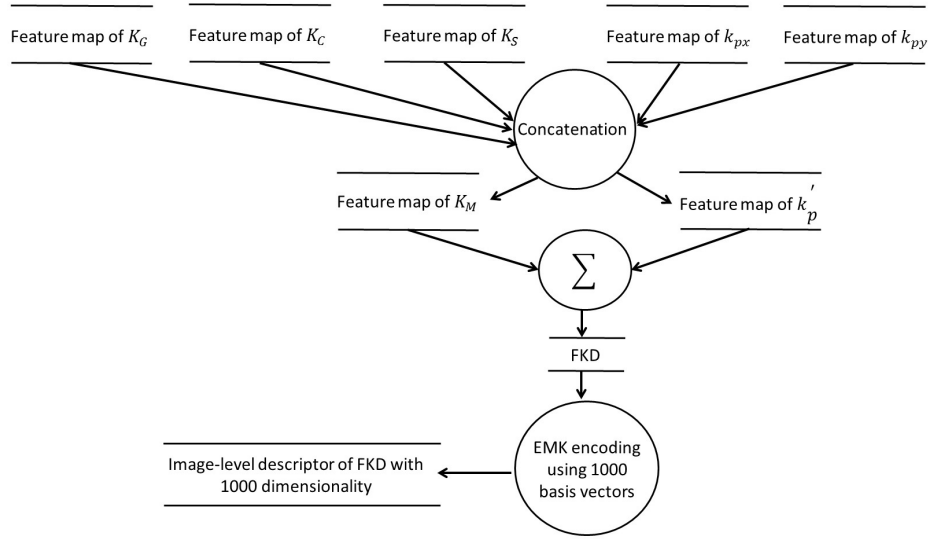 Feature map of K_G
Feature map of K_C
Feature map of K_S
Feature map of k_px
Feature map of k_py
Concatenation
Feature map of K_M
Feature map of k_p'
∑
FKD
EMK encoding
using 1000
basis vectors
Image-level descriptor of FKD with
1000 dimensionality